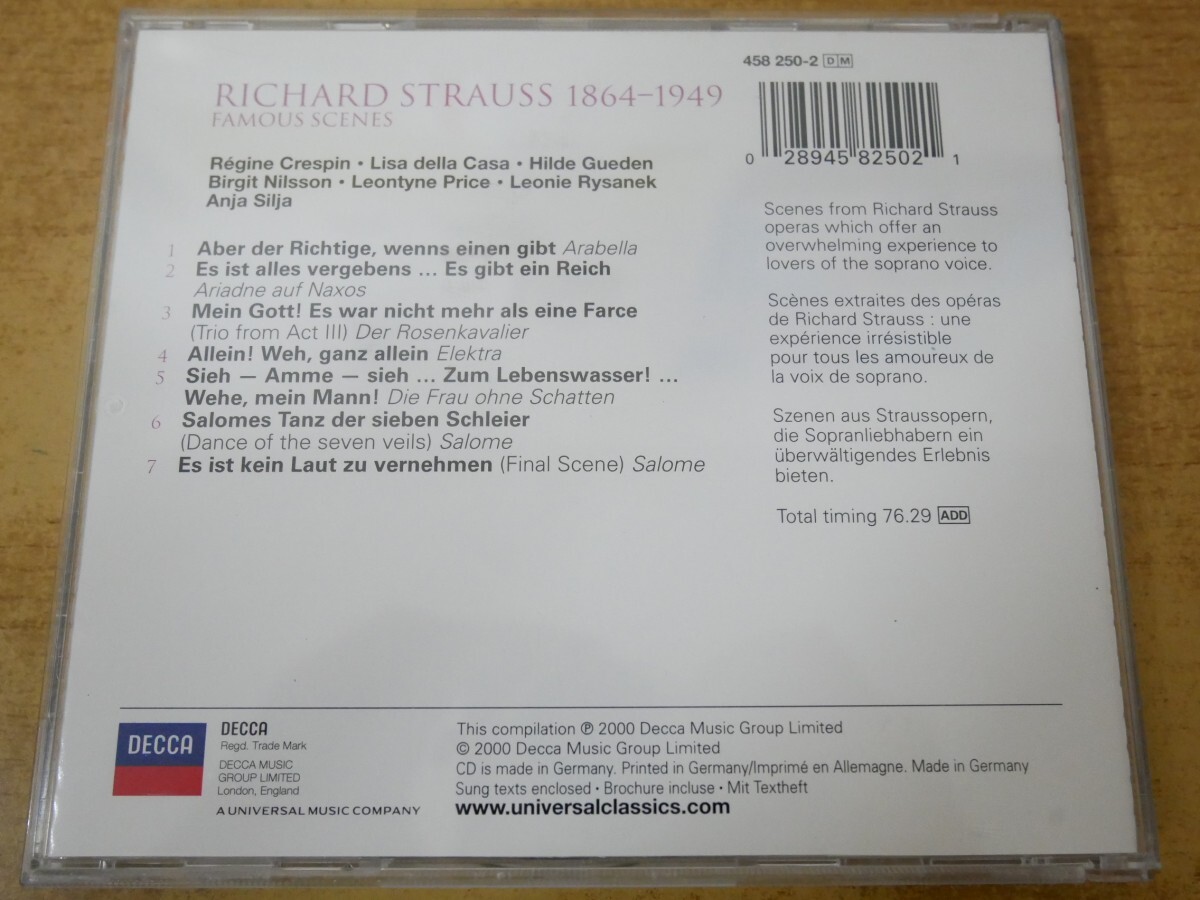 RICHARD STRAUSS 1864–1949
FAMOUS SCENES
Régine Crespin • Lisa della Casa • Hilde Gueden
Birgit Nilsson • Leontyne Price • Leonie Rysanek
Anja Silja
1 Aber der Richtige, wenns einen gibt Arabella
2 Es ist alles vergebens ... Es gibt ein Reich
Ariadne auf Naxos
3 Mein Gott! Es war nicht mehr als eine Farce
(Trio from Act III) Der Rosenkavalier
4 Allein! Weh, ganz allein Elektra
5 Sieh – Amme – sieh ... Zum Lebenswasser! ...
Wehe, mein Mann! Die Frau ohne Schatten
6 Salomes Tanz der sieben Schleier
(Dance of the seven veils) Salome
7 Es ist kein Laut zu vernehmen (Final Scene) Salome
458 250-2 DM
0 28945 82502 1
Scenes from Richard Strauss
operas which offer an
overwhelming experience to
lovers of the soprano voice.
Scènes extraites des opéras
de Richard Strauss : une
expérience irrésistible
pour tous les amoureux de
la voix de soprano.
Szenen aus Straussopern,
die Sopranliebhabern ein
überwältigendes Erlebnis
bieten.
Total timing 76.29 ADD
DECCA
DECCA
Regd. Trade Mark
DECCA MUSIC
GROUP LIMITED
London, England
A UNIVERSAL MUSIC COMPANY
This compilation ℗ 2000 Decca Music Group Limited
© 2000 Decca Music Group Limited
CD is made in Germany. Printed in Germany/Imprimé en Allemagne. Made in Germany
Sung texts enclosed • Brochure incluse • Mit Textheft
www.universalclassics.com